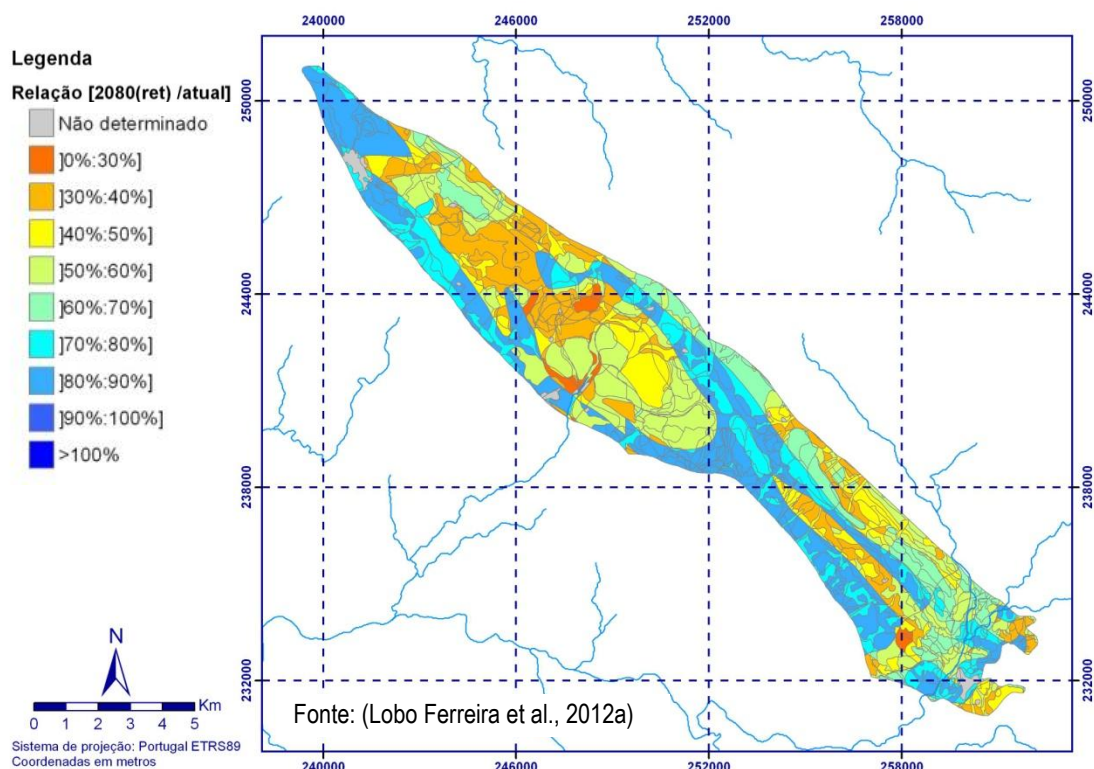 240000 246000 252000 258000
Legenda
Relação [2080(ret) /atual]
Não determinado
]0%:30%]
]30%:40%]
]40%:50%]
]50%:60%]
]60%:70%]
]70%:80%]
]80%:90%]
]90%:100%]
>100%
250000 250000
244000 244000
238000 238000
232000 232000
N
Km
0 1 2 3 4 5
Sistema de projeção: Portugal ETRS89
Coordenadas em metros
Fonte: (Lobo Ferreira et al., 2012a)
240000 246000 252000 258000